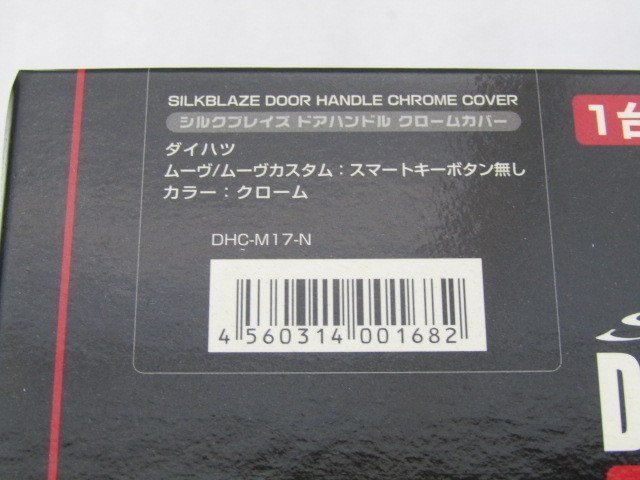 SILKBLAZE DOOR HANDLE CHROME COVER
シルクブレイズ ドアハンドル クロームカバー
ダイハツ
ムーヴ/ムーヴカスタム：スマートキーボタン無し
カラー：クローム
DHC-M17-N
4 560314 001682
1台
D